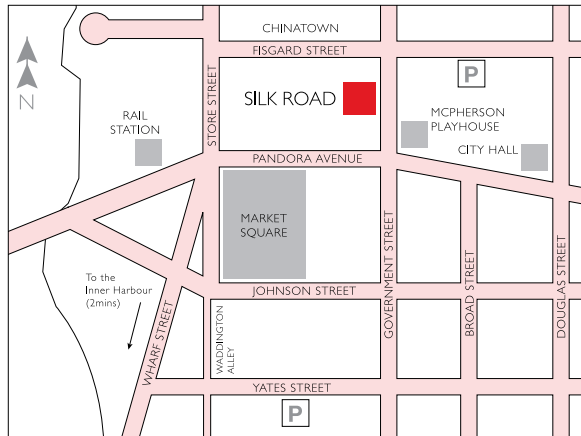 CHINATOWN
FISGARD STREET
N
STORE STREET
SILK ROAD
P
RAIL
STATION
MCPHERSON
PLAYHOUSE
CITY HALL
PANDORA AVENUE
MARKET
SQUARE
GOVERNMENT STREET
BROAD STREET
DOUGLAS STREET
To the
Inner Harbour
(2mins)
JOHNSON STREET
WHARF STREET
WADDINGTON
ALLEY
YATES STREET
P